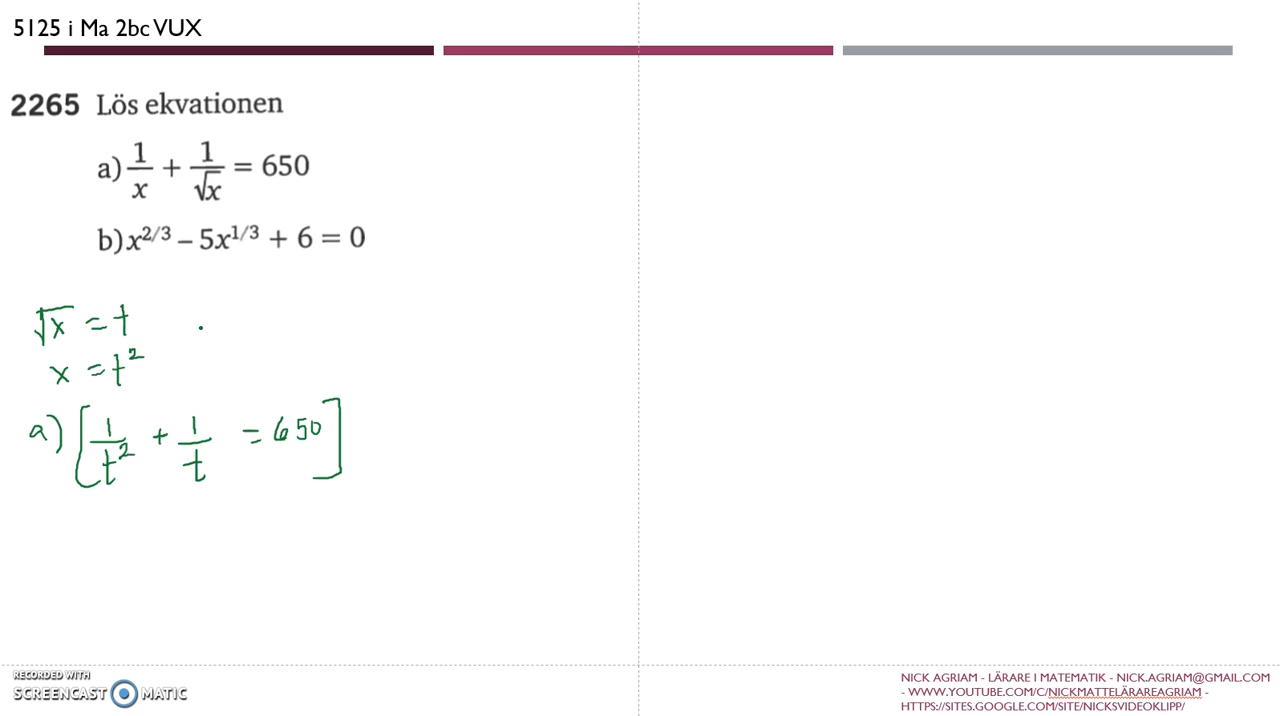 5125 i Ma 2bc VUX
2265 Lös ekvationen
a) 1/x + 1/√x = 650
b) x^2/3 – 5x^1/3 + 6 = 0
√x = t
x = t²
a) [1/t² + 1/t = 650]
RECORDED WITH
SCREENCAST MATIC
NICK AGRIAM - LÄRARE I MATEMATIK - NICK.AGRIAM@GMAIL.COM
- WWW.YOUTUBE.COM/C/NICKMATTELÄRAREAGRIAM -
HTTPS://SITES.GOOGLE.COM/SITE/NICKSVIDEOKLIPP/